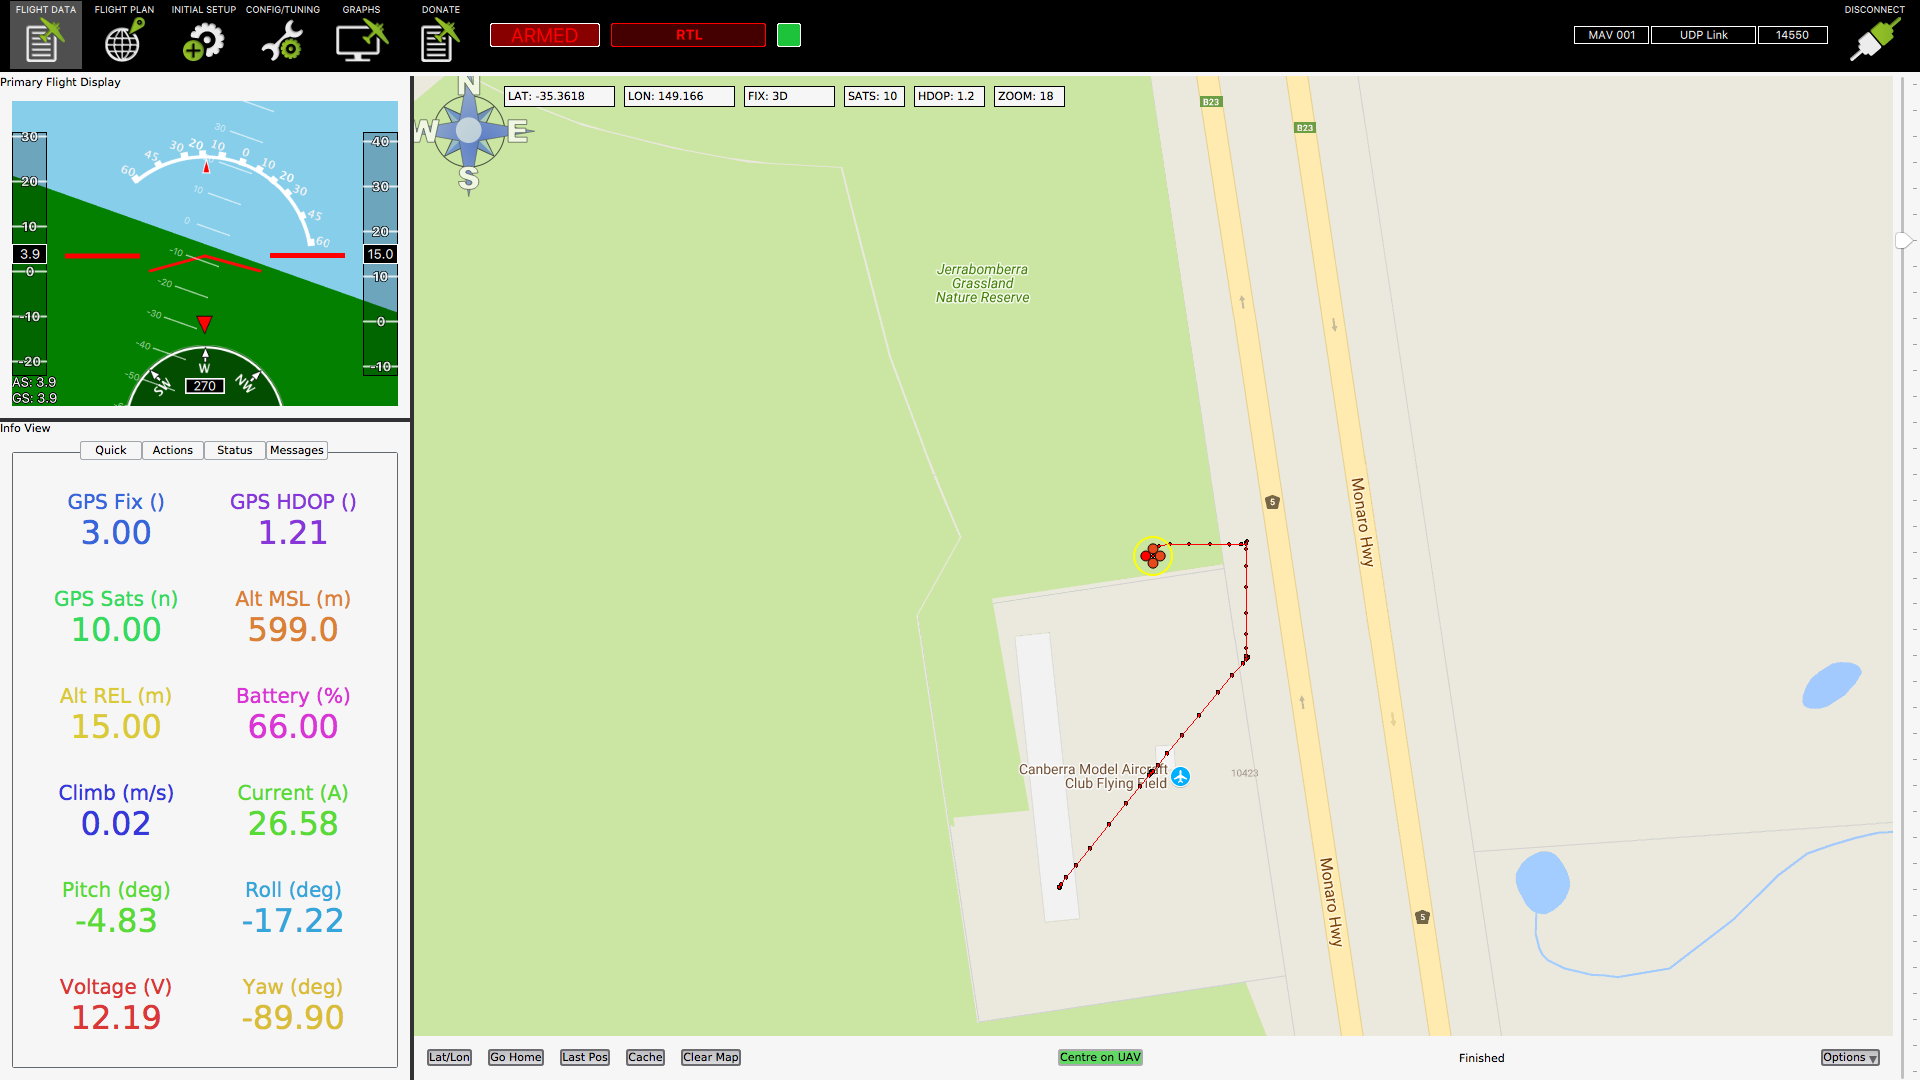 FLIGHT DATA
FLIGHT PLAN
INITIAL SETUP
CONFIG/TUNING
GRAPHS
DONATE
ARMED
RTL
MAV 001
UDP Link
14550
DISCONNECT
Primary Flight Display
30
20
10
0
-10
-20
3.9
AS: 3.9
GS: 3.9
60
45
30
20
10
0
10
20
30
45
60
30
10
0
-10
-20
-30
-40
-50
40
30
20
10
0
-10
15.0
SW
W
NW
270
Info View
Quick
Actions
Status
Messages
GPS Fix ()
3.00
GPS HDOP ()
1.21
GPS Sats (n)
10.00
Alt MSL (m)
599.0
Alt REL (m)
15.00
Battery (%)
66.00
Climb (m/s)
0.02
Current (A)
26.58
Pitch (deg)
-4.83
Roll (deg)
-17.22
Voltage (V)
12.19
Yaw (deg)
-89.90
N
W
E
S
LAT: -35.3618
LON: 149.166
FIX: 3D
SATS: 10
HDOP: 1.2
ZOOM: 18
B23
B23
Jerrabomberra
Grassland
Nature Reserve
5
Monaro Hwy
Canberra Model Aircraft
Club Flying Field
10423
Monaro Hwy
5
Lat/Lon
Go Home
Last Pos
Cache
Clear Map
Centre on UAV
Finished
Options